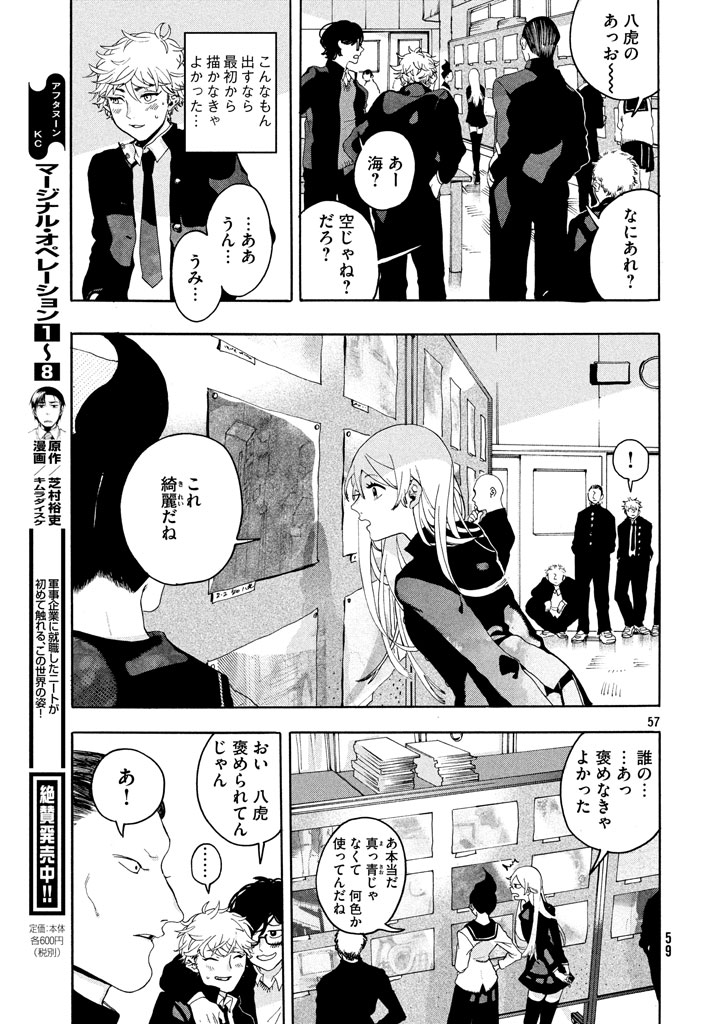 八虎の
あっお〜
なにあれ?
あー
海?
空じゃね?
だろ?
こんなもん
出すなら
最初から
描かなきゃ
よかった…
…ああ
うん…
うみ…
!
これ
綺麗だね
きれい
2-2
57
誰の…
…あっ
褒めなきゃ
よかった
あ本当だ
真っ青じゃ
まさお
なくて 何色か
使ってんだね
おい 八虎
褒められてん
じゃん
……
あ!
59
アフタヌーン
KC
マージナル・オペレーション1〜8
原作/芝村裕吏
漫画/キムラダイスケ
軍事企業に就職したニートが
初めて触れる、この世界の姿!
絶賛発売中!!
定価:本体
各600円
(税別)